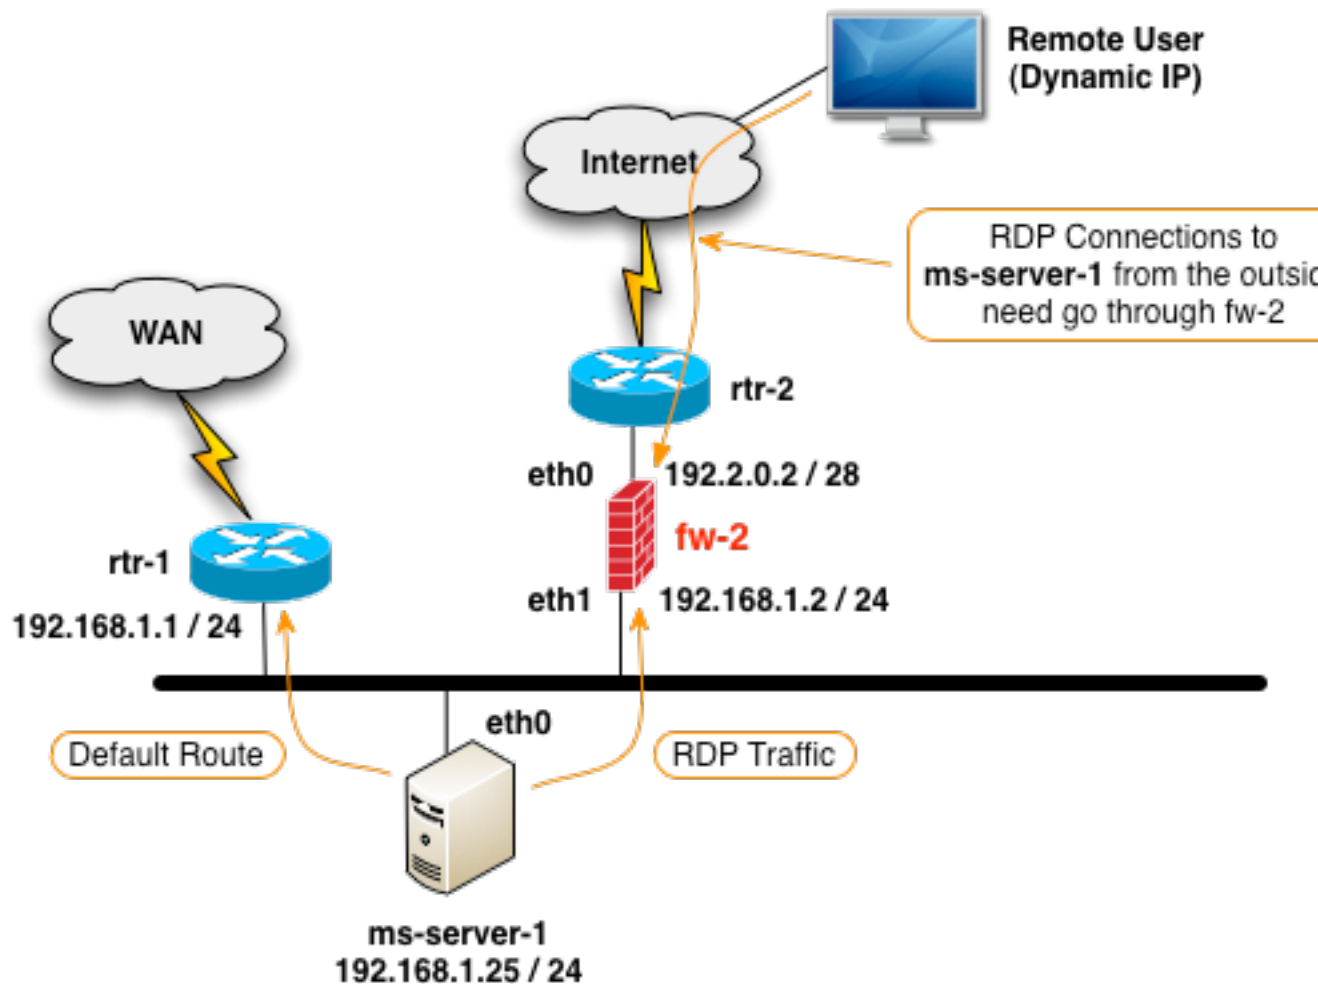 Remote User
(Dynamic IP)
Internet
RDP Connections to
ms-server-1 from the outsid
need go through fw-2
WAN
rtr-2
eth0
192.2.0.2 / 28
fw-2
rtr-1
eth1
192.168.1.2 / 24
192.168.1.1 / 24
eth0
Default Route
RDP Traffic
ms-server-1
192.168.1.25 / 24